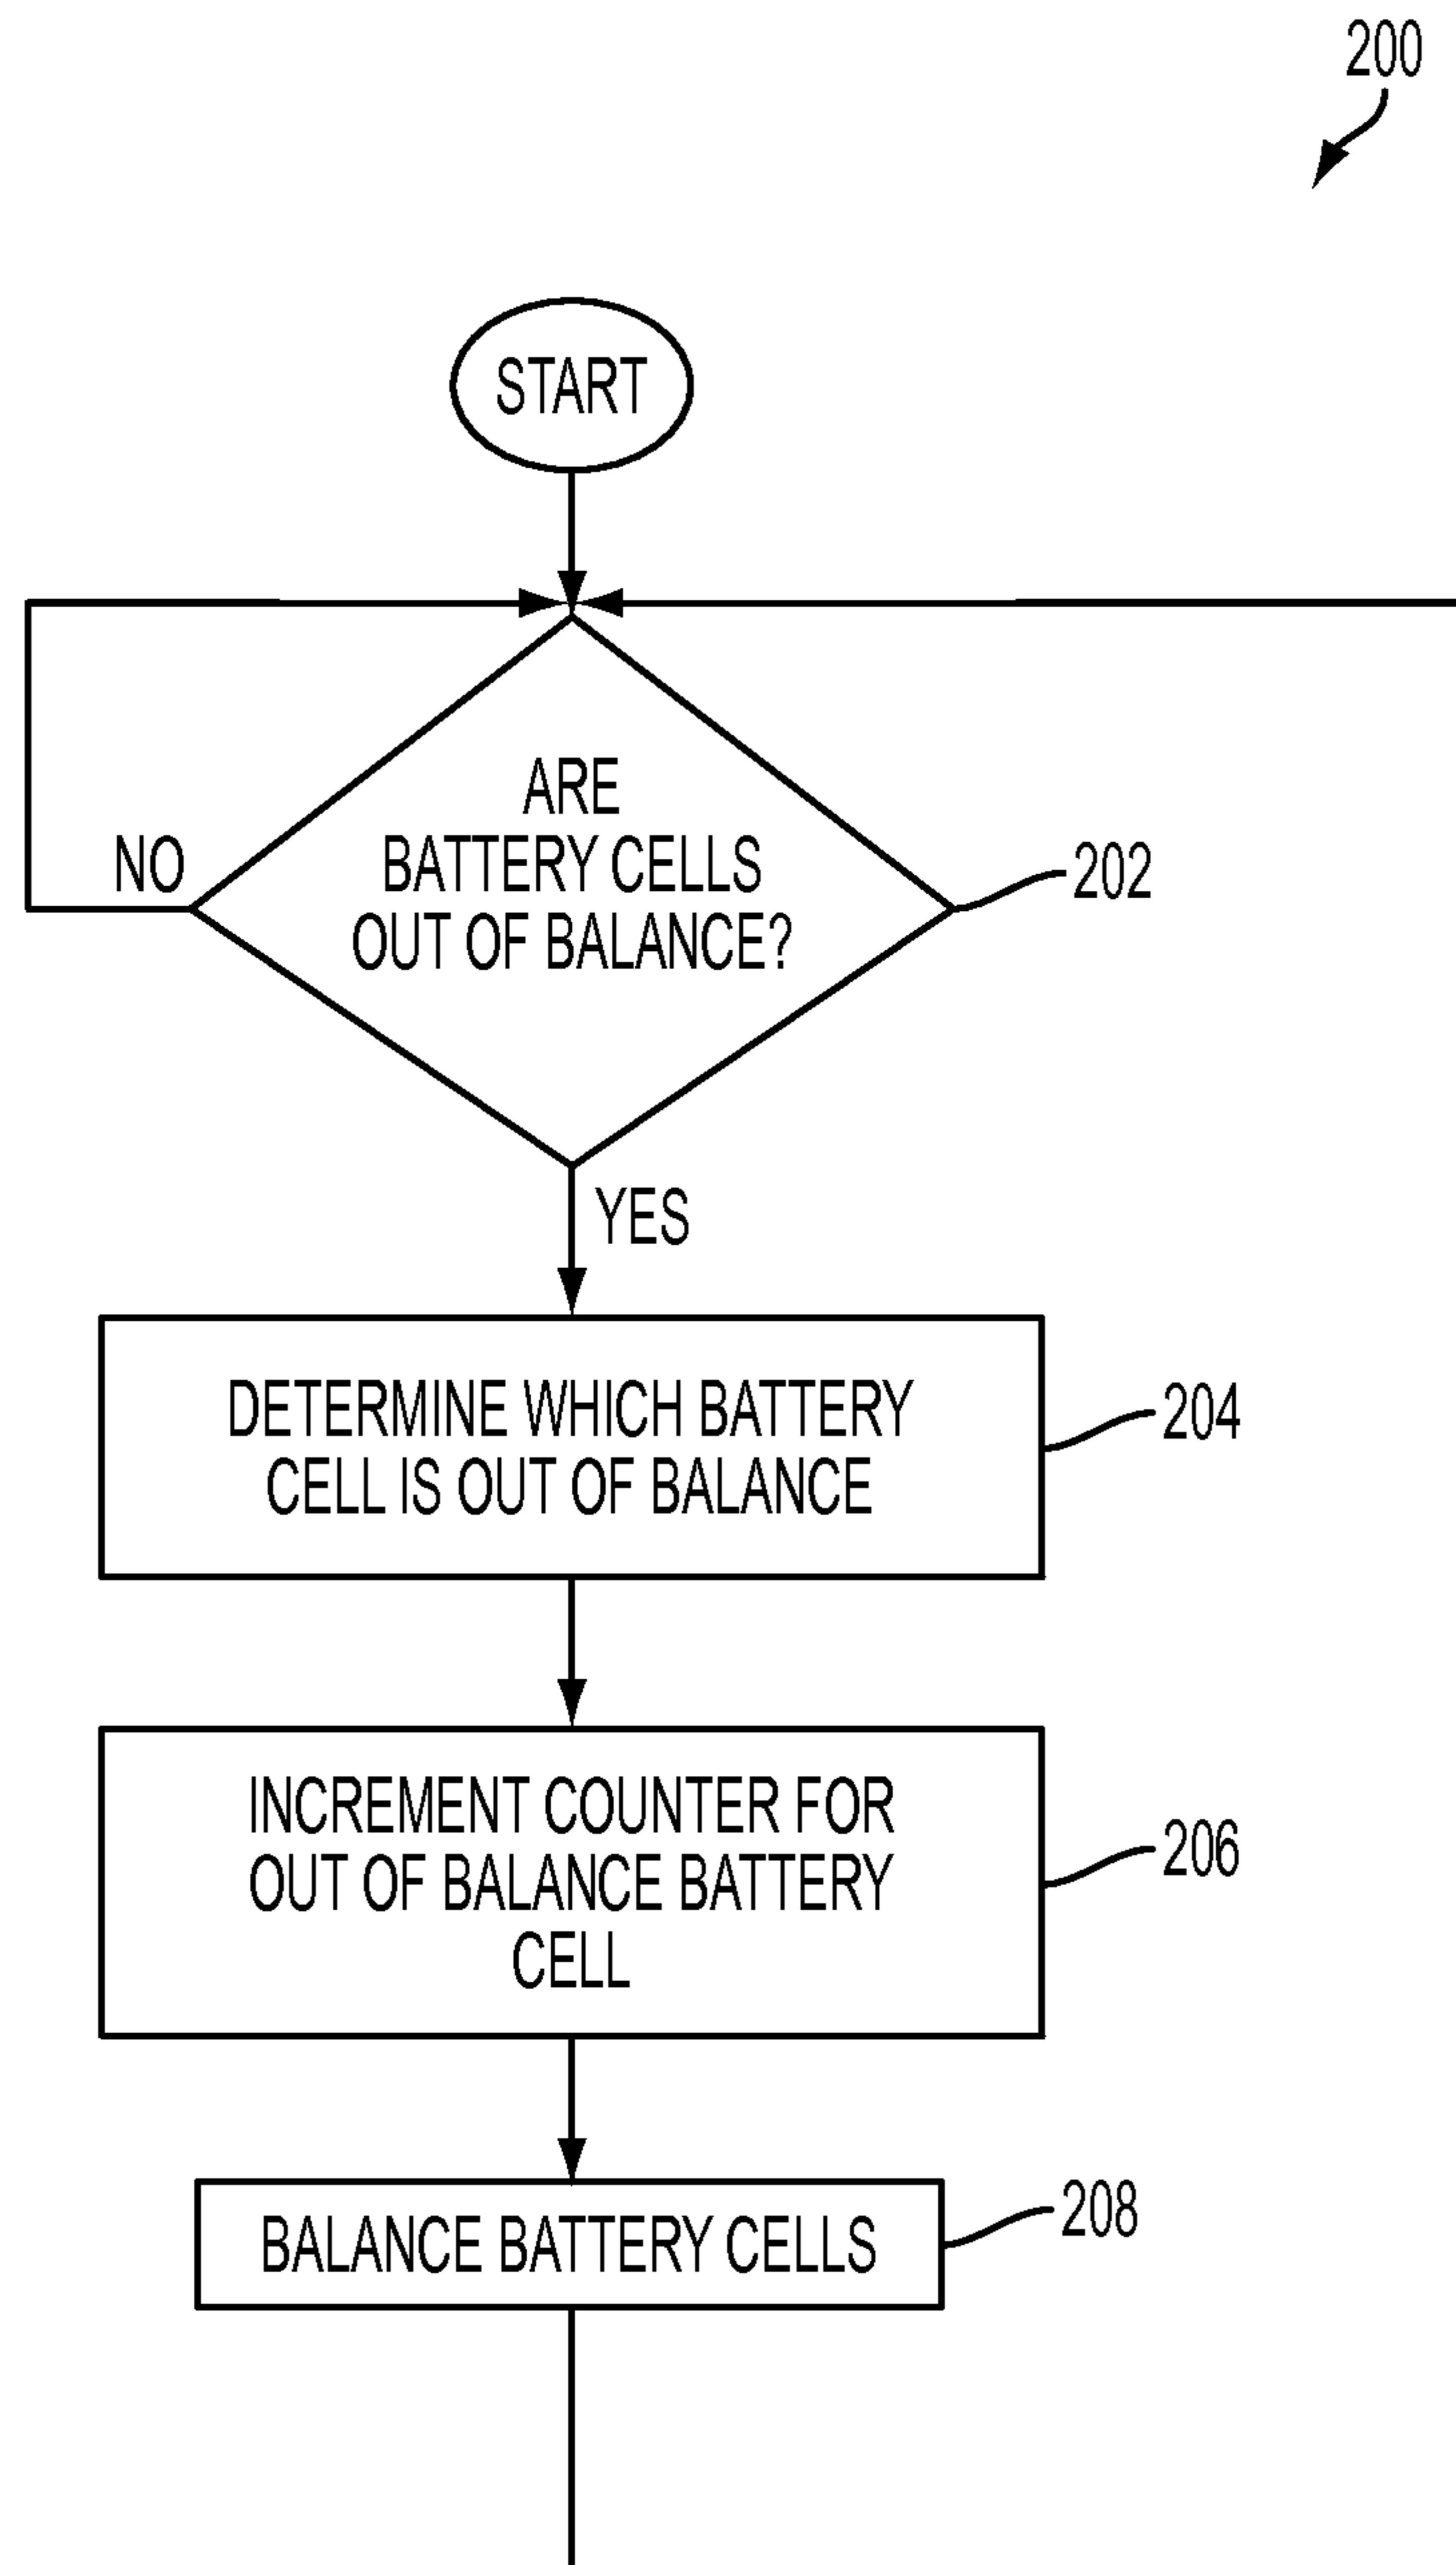 200
START
ARE
BATTERY CELLS
OUT OF BALANCE?
NO
202
YES
DETERMINE WHICH BATTERY
CELL IS OUT OF BALANCE
204
INCREMENT COUNTER FOR
OUT OF BALANCE BATTERY
CELL
206
BALANCE BATTERY CELLS
208